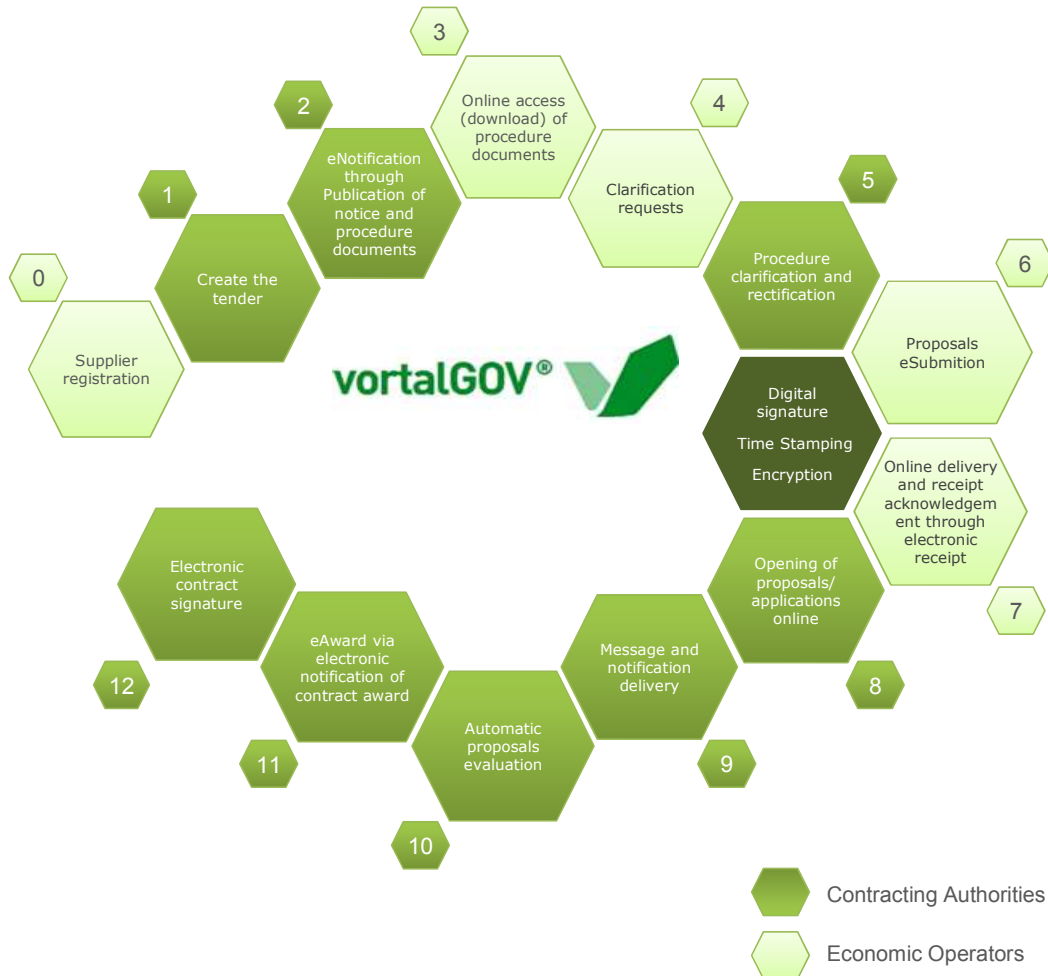 0
Supplier
registration
1
Create the
tender
2
eNotification
through
Publication of
notice and
procedure
documents
3
Online access
(download) of
procedure
documents
4
Clarification
requests
5
Procedure
clarification and
rectification
6
Proposals
eSubmition
vortalGOV®
Digital
signature
Time Stamping
Encryption
Online delivery
and receipt
acknowledgem
ent through
electronic
receipt
7
Opening of
proposals/
applications
online
8
Message and
notification
delivery
9
Automatic
proposals
evaluation
10
eAward via
electronic
notification of
contract award
11
Electronic
contract
signature
12
Contracting Authorities
Economic Operators